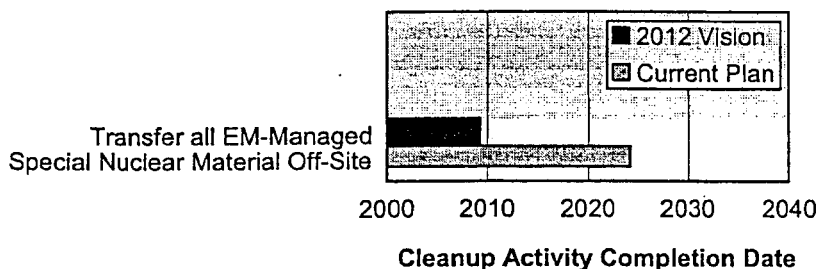 2012 Vision
Current Plan
Transfer all EM-Managed
Special Nuclear Material Off-Site
2000 2010 2020 2030 2040
Cleanup Activity Completion Date